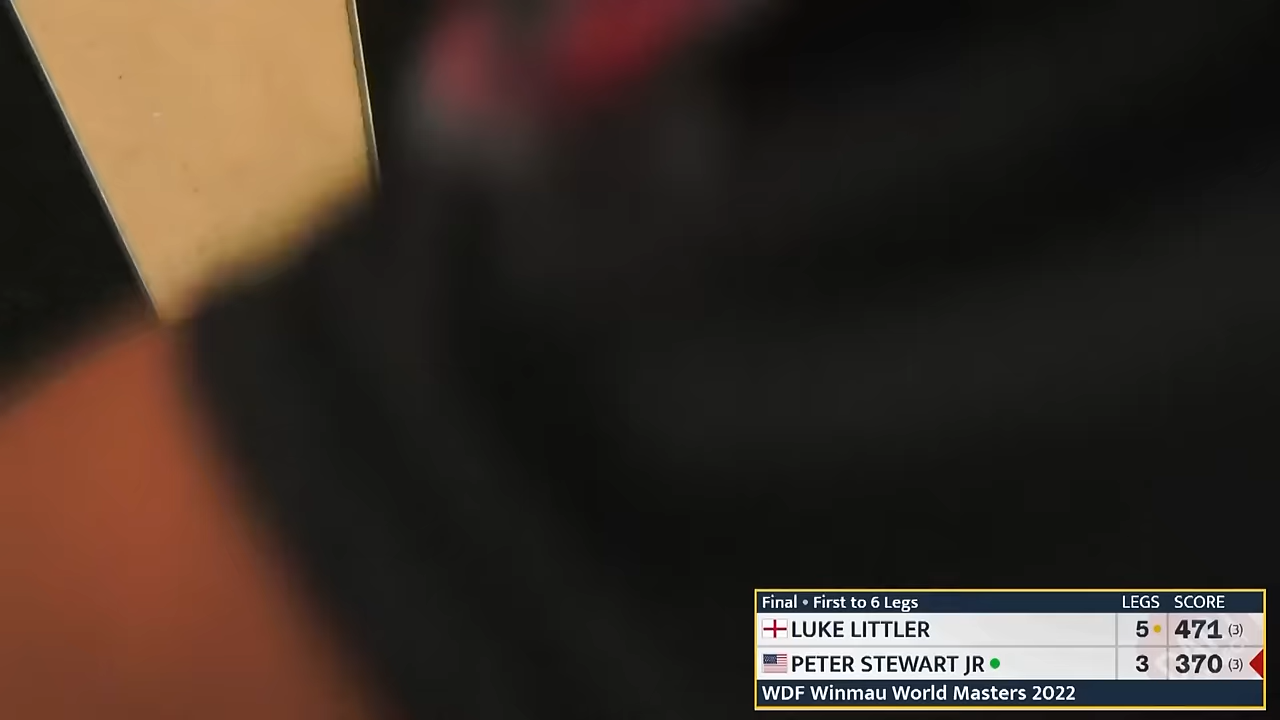 Final • First to 6 Legs LEGS SCORE
LUKE LITTLER 5 471 (3)
PETER STEWART JR 3 370 (3)
WDF Winmau World Masters 2022